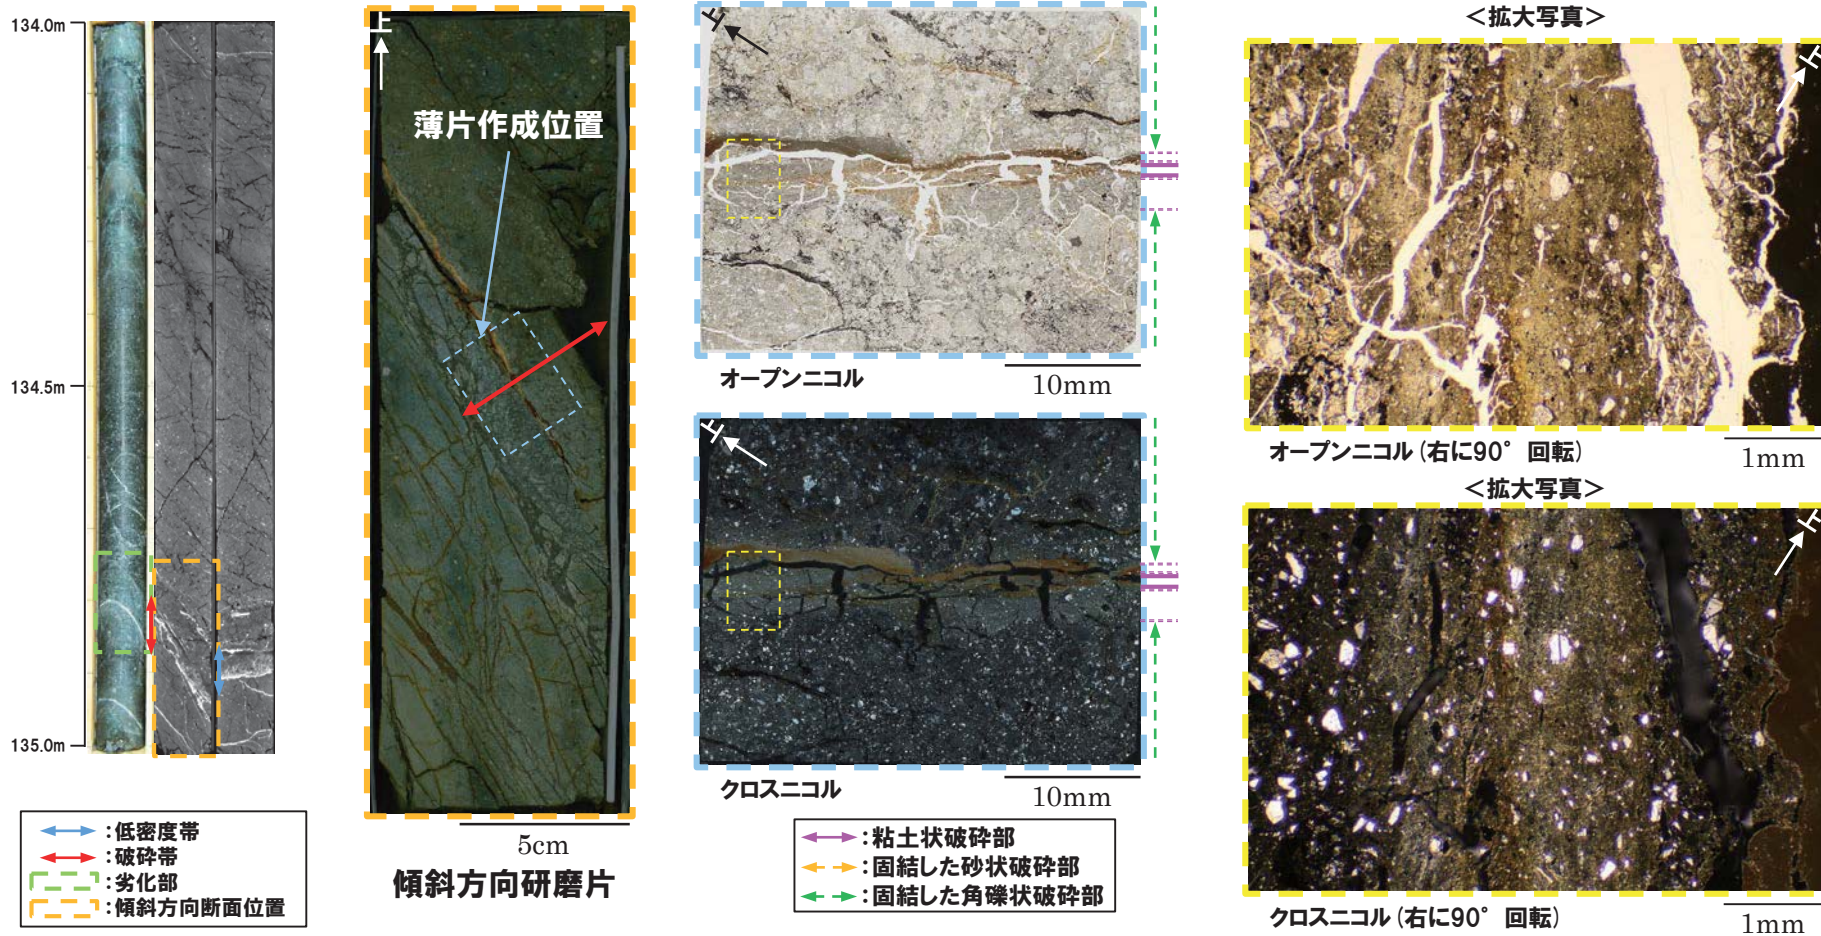 134.0m
134.5m
135.0m
：低密度帯
：破砕帯
：劣化部
：傾斜方向断面位置
上
薄片作成位置
5cm
傾斜方向研磨片
上
オープンニコル
10mm
上
クロスニコル
10mm
：粘土状破砕部
：固結した砂状破砕部
：固結した角礫状破砕部
＜拡大写真＞
上
オープンニコル（右に90°回転）
1mm
＜拡大写真＞
上
クロスニコル（右に90°回転）
1mm